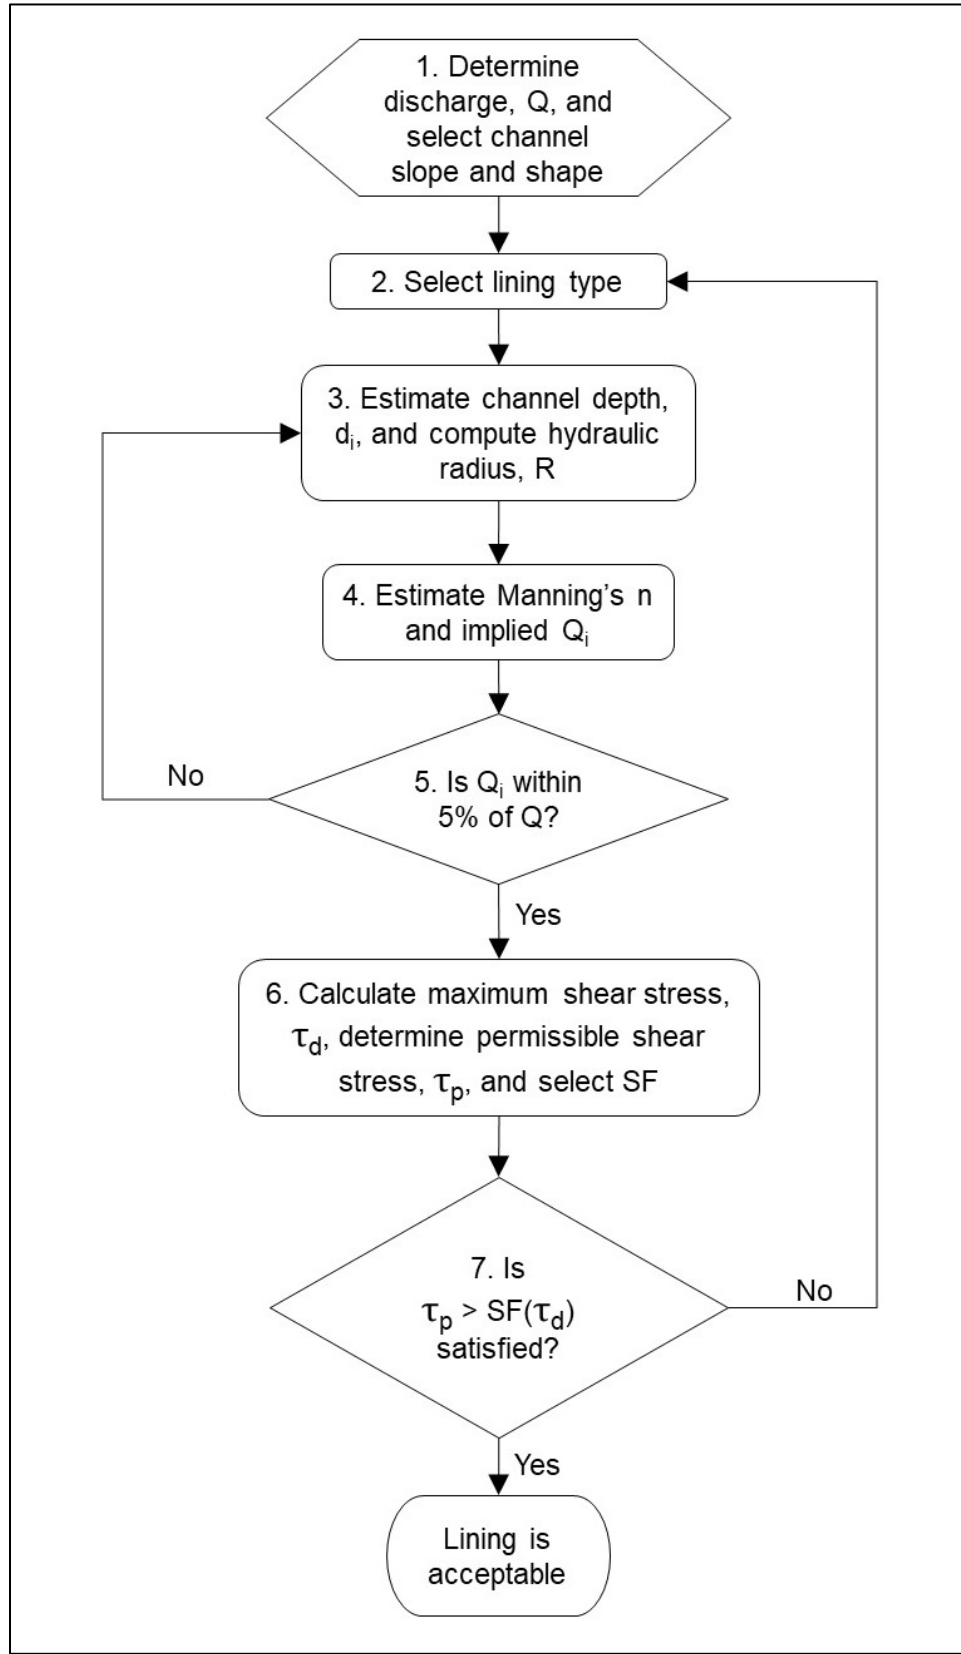 1. Determine
discharge, Q, and
select channel
slope and shape
2. Select lining type
3. Estimate channel depth,
dᵢ, and compute hydraulic
radius, R
4. Estimate Manning's n
and implied Qᵢ
No
5. Is Qᵢ within
5% of Q?
Yes
6. Calculate maximum shear stress,
τd, determine permissible shear
stress, τp, and select SF
7. Is
τp > SF(τd)
satisfied?
No
Yes
Lining is
acceptable